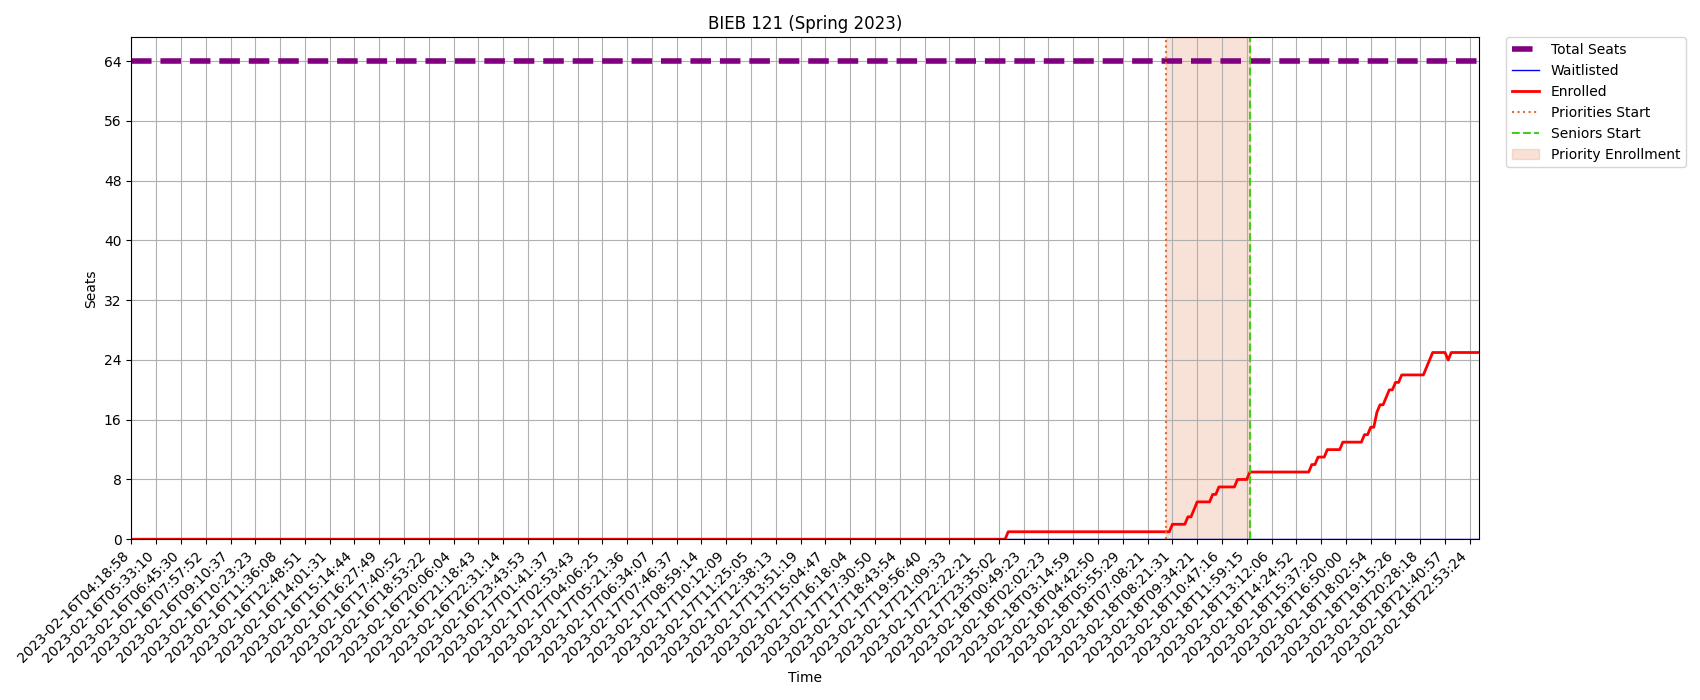 BIEB 121 (Spring 2023)
Total Seats
Waitlisted
Enrolled
Priorities Start
Seniors Start
Priority Enrollment
Seats
64
56
48
40
32
24
16
8
0
2023-02-16T04:18:58
2023-02-16T05:33:10
2023-02-16T06:45:30
2023-02-16T07:57:52
2023-02-16T09:10:37
2023-02-16T10:23:23
2023-02-16T11:36:08
2023-02-16T12:48:51
2023-02-16T14:01:31
2023-02-16T15:14:44
2023-02-16T16:27:49
2023-02-16T17:40:52
2023-02-16T18:53:22
2023-02-16T20:06:04
2023-02-16T21:18:43
2023-02-16T22:31:14
2023-02-16T23:43:53
2023-02-17T01:41:37
2023-02-17T02:53:43
2023-02-17T04:06:25
2023-02-17T05:21:36
2023-02-17T06:34:07
2023-02-17T07:46:37
2023-02-17T08:59:14
2023-02-17T10:12:09
2023-02-17T11:25:05
2023-02-17T12:38:13
2023-02-17T13:51:19
2023-02-17T15:04:47
2023-02-17T16:18:04
2023-02-17T17:30:50
2023-02-17T18:43:54
2023-02-17T19:56:40
2023-02-17T21:09:33
2023-02-17T22:22:21
2023-02-17T23:35:02
2023-02-18T00:49:23
2023-02-18T02:02:23
2023-02-18T03:14:59
2023-02-18T04:42:50
2023-02-18T05:55:29
2023-02-18T07:08:21
2023-02-18T08:21:31
2023-02-18T09:34:21
2023-02-18T10:47:16
2023-02-18T11:59:15
2023-02-18T13:12:06
2023-02-18T14:24:52
2023-02-18T15:37:20
2023-02-18T16:50:00
2023-02-18T18:02:54
2023-02-18T19:15:26
2023-02-18T20:28:18
2023-02-18T21:40:57
2023-02-18T22:53:24
Time